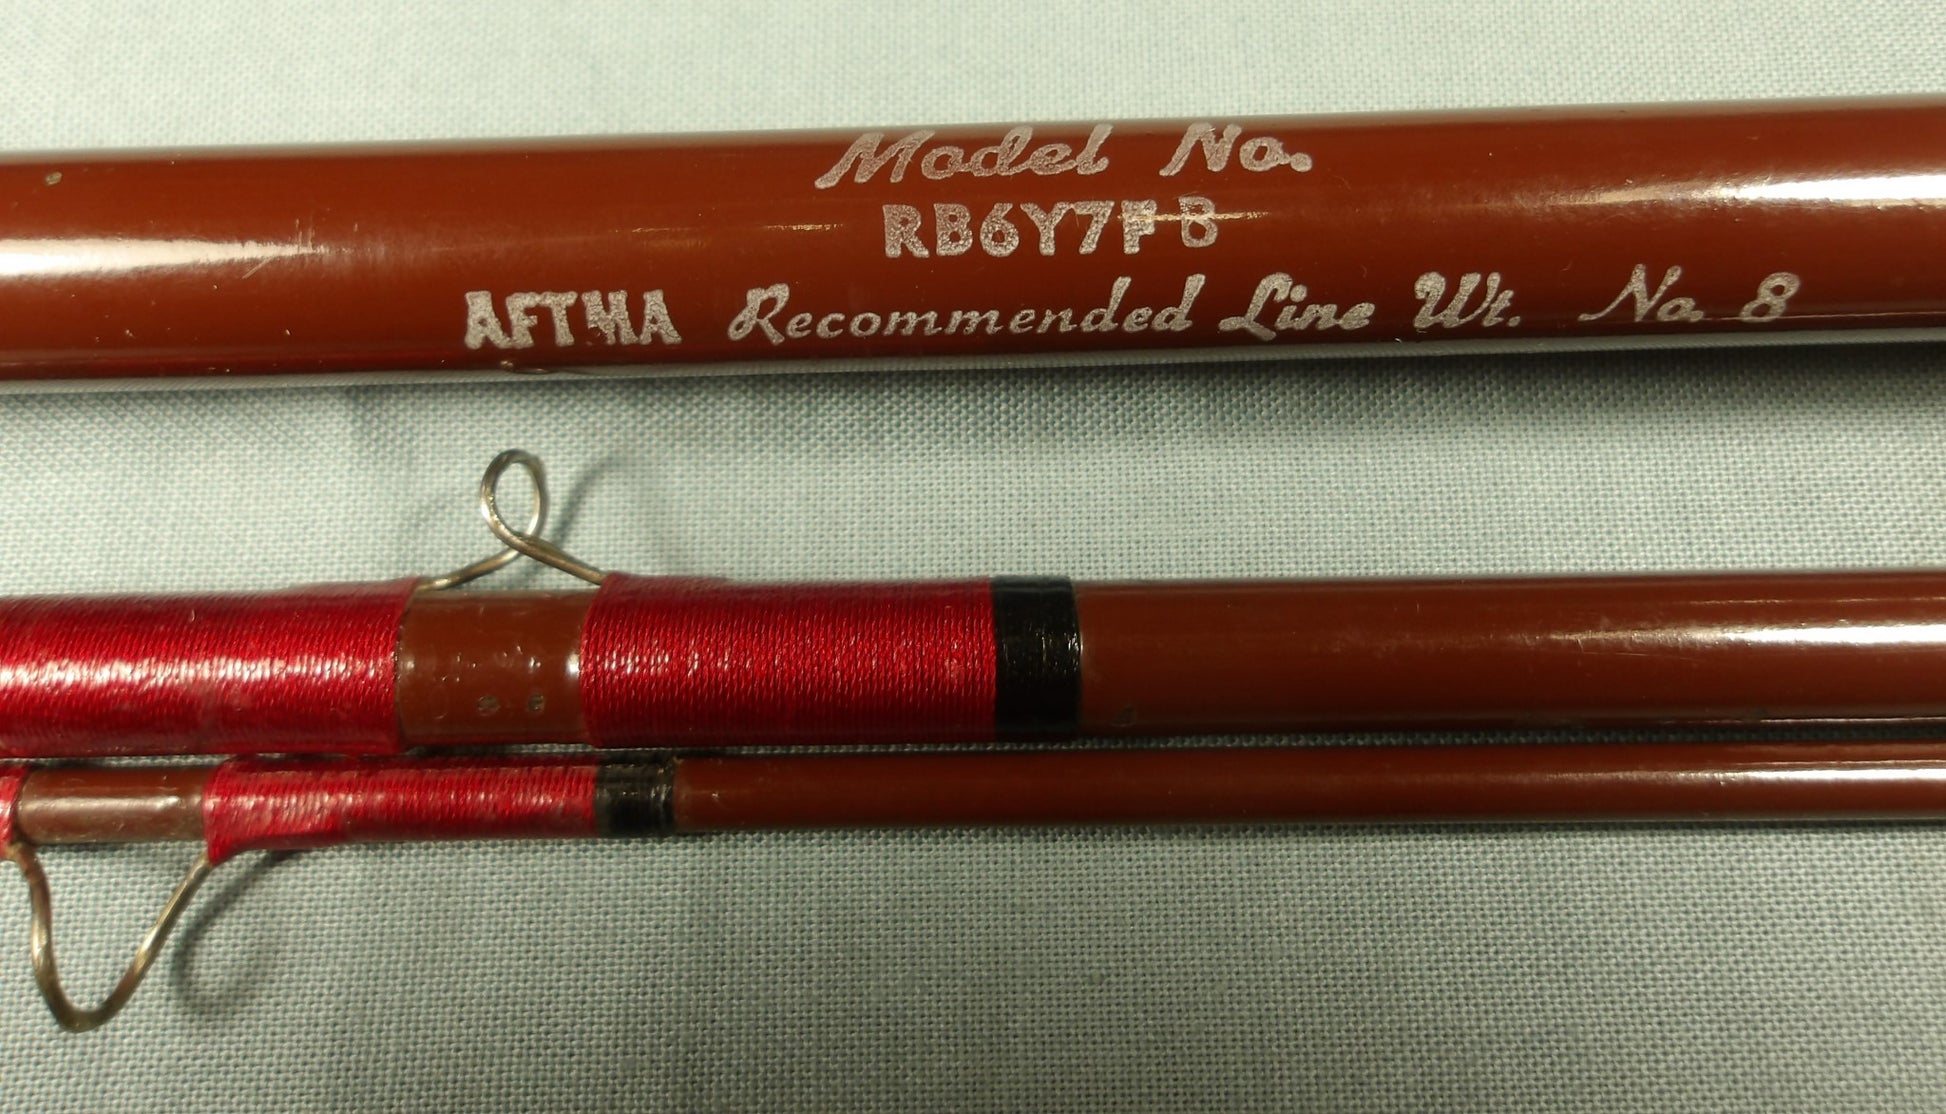 Model No.
RB6Y7FB
AFTMA Recommended Line Wt. No. 8